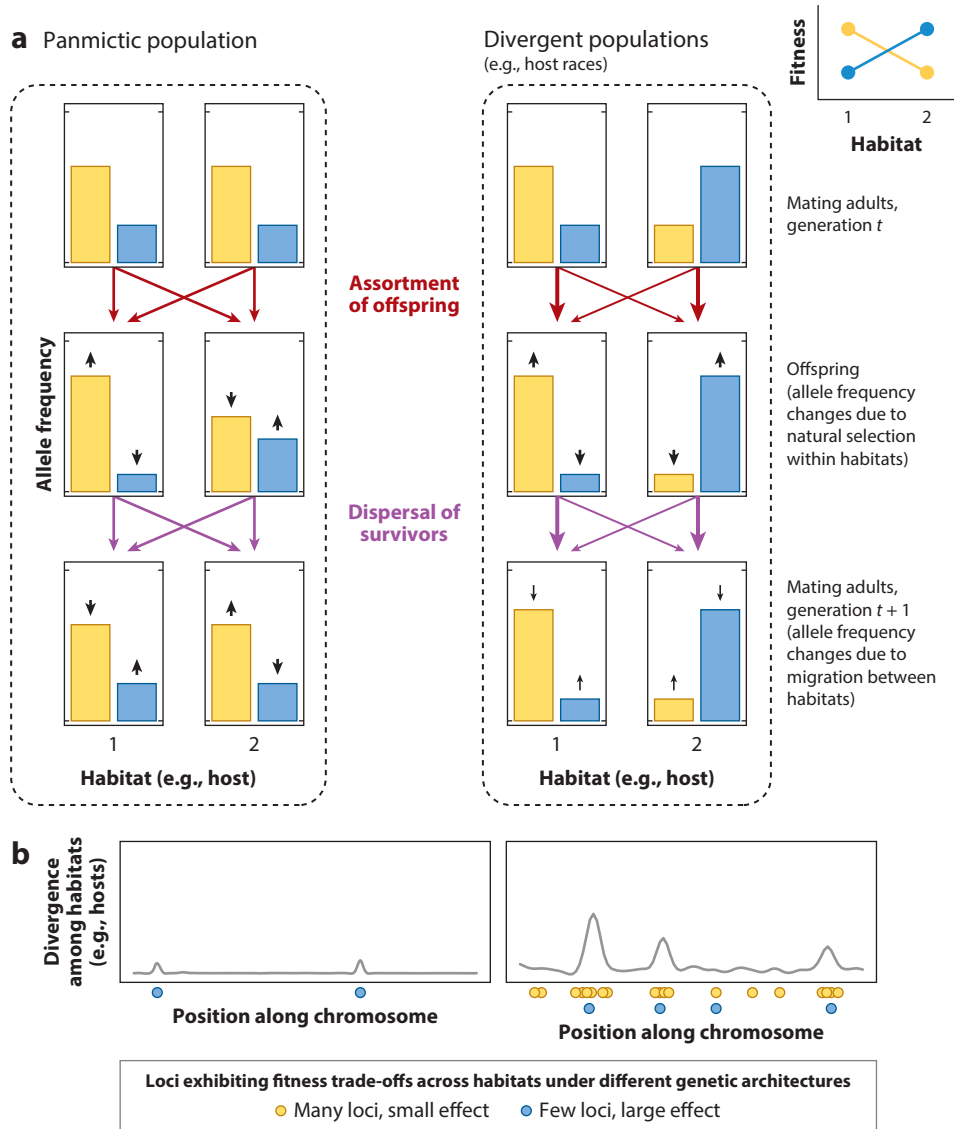 a Panmictic population
Divergent populations
(e.g., host races)
Fitness
1 2
Habitat
Mating adults,
generation t
Assortment
of offspring
Allele frequency
Offspring
(allele frequency
changes due to
natural selection
within habitats)
Dispersal of
survivors
Mating adults,
generation t + 1
(allele frequency
changes due to
migration between
habitats)
1 2
Habitat (e.g., host)
1 2
Habitat (e.g., host)
b
Divergence
among habitats
(e.g., hosts)
Position along chromosome
Position along chromosome
Loci exhibiting fitness trade-offs across habitats under different genetic architectures
Many loci, small effect
Few loci, large effect